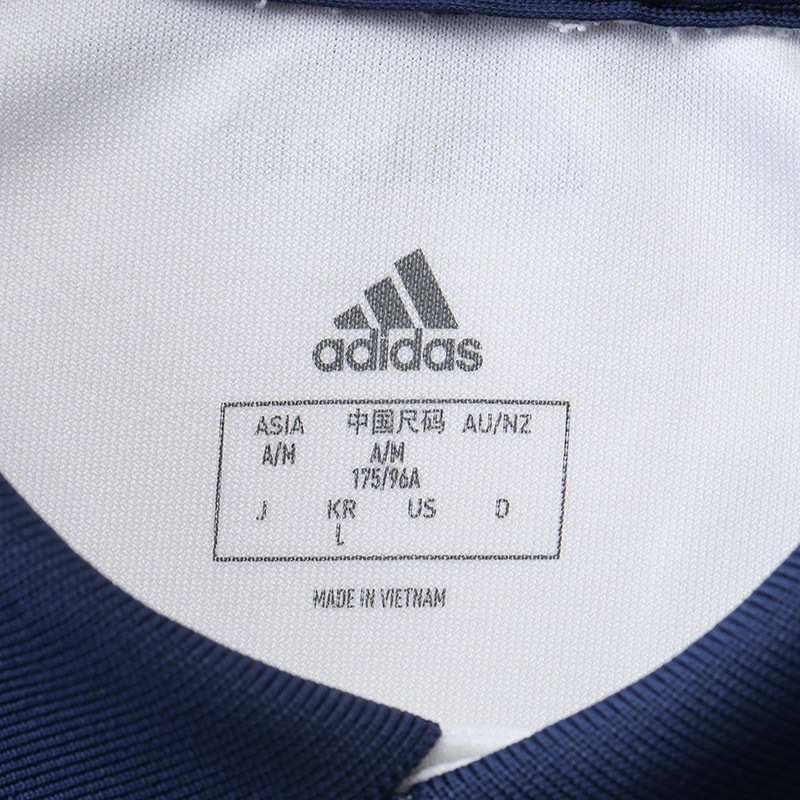 adidas
ASIA 中国尺码 AU/NZ
A/M A/M
175/96A
J KR US D
L
MADE IN VIETNAM